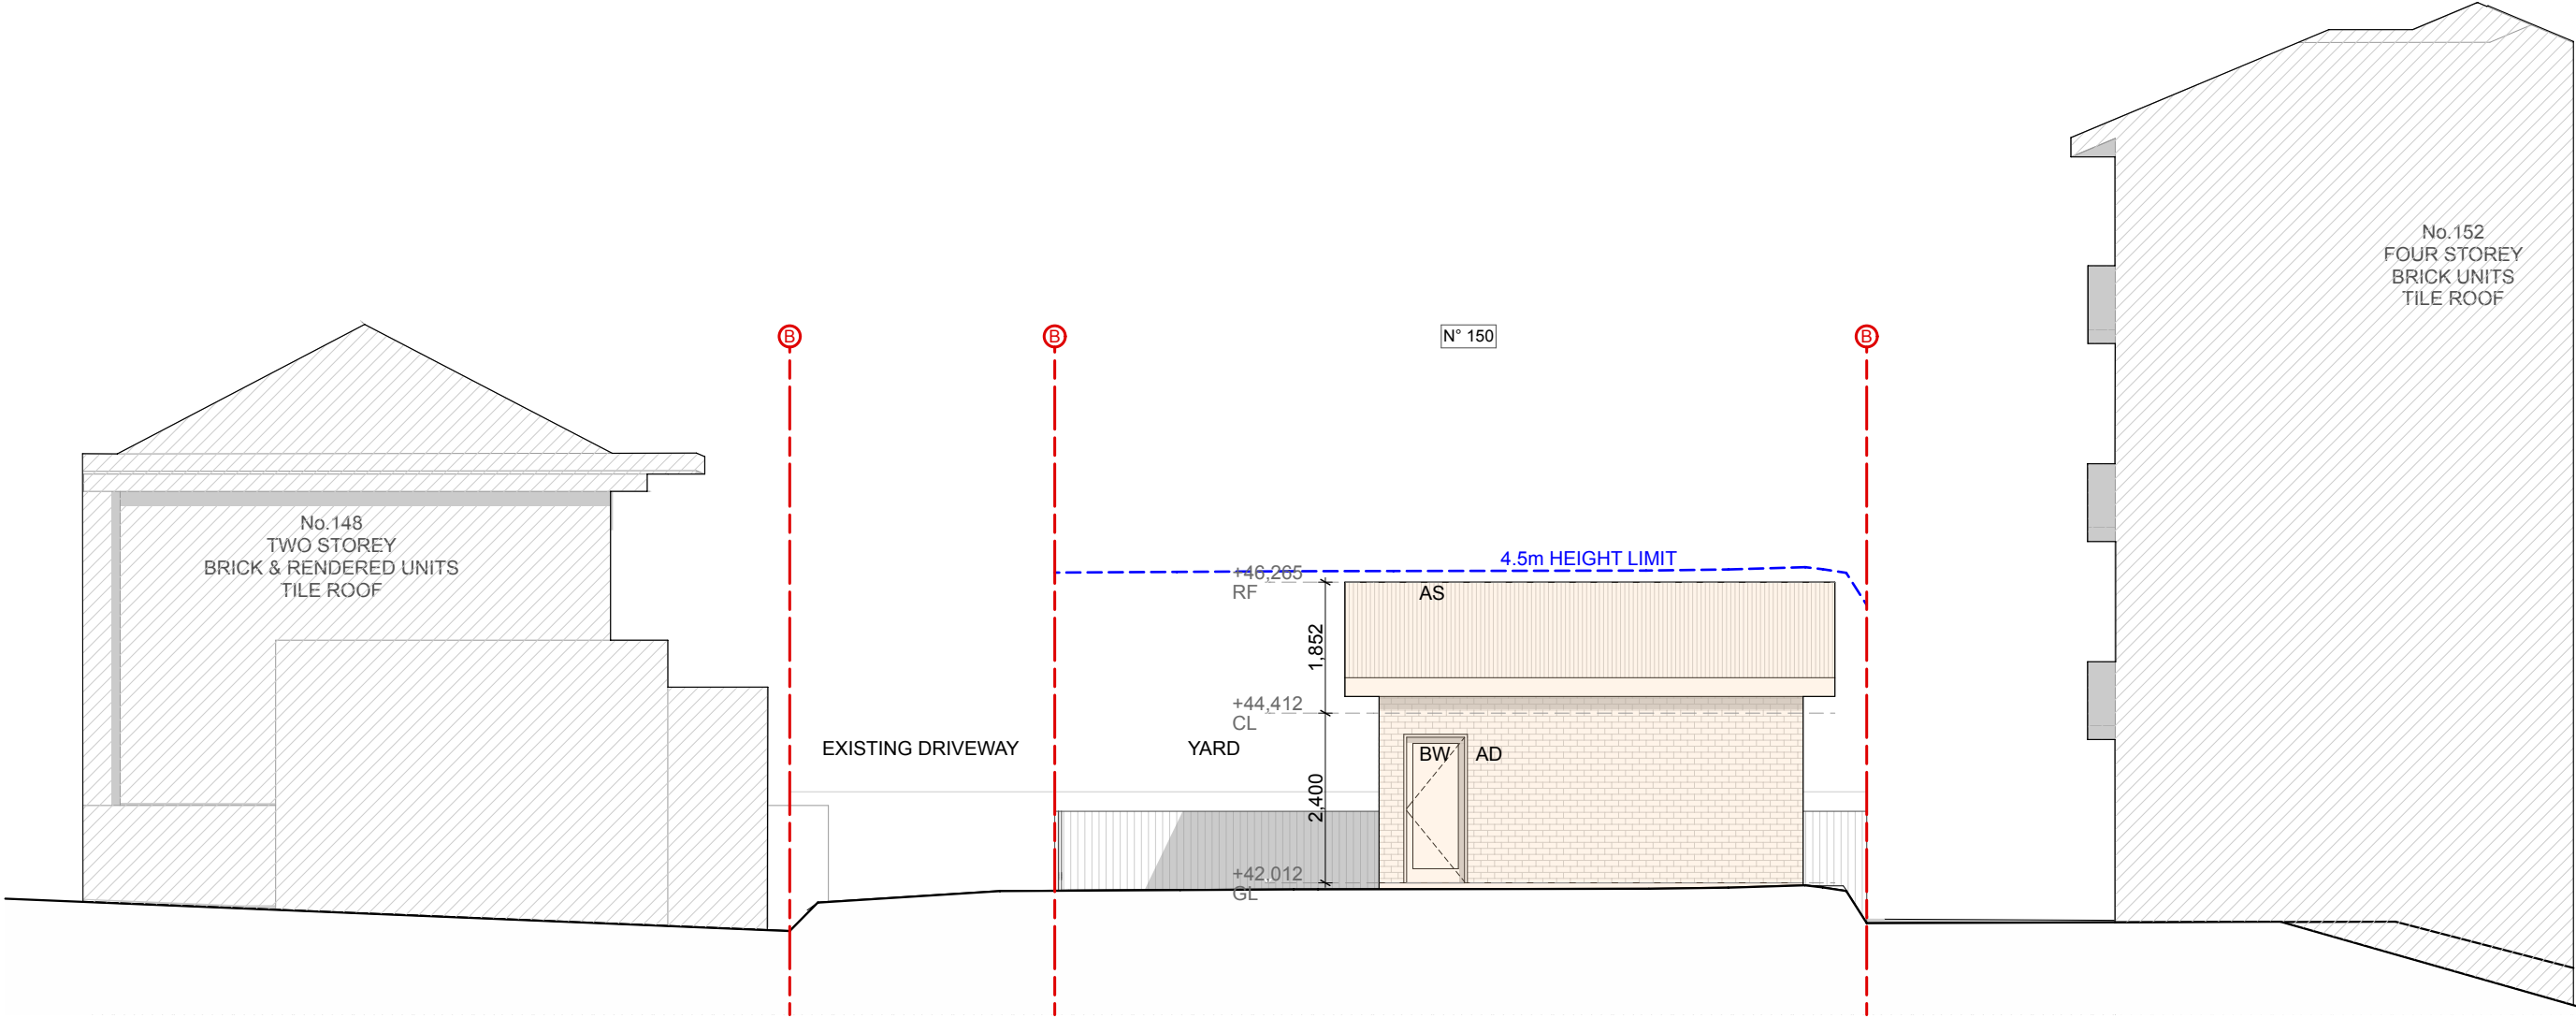 No.152
FOUR STOREY
BRICK UNITS
TILE ROOF
B
B
N° 150
B
No.148
TWO STOREY
BRICK & RENDERED UNITS
TILE ROOF
4.5m HEIGHT LIMIT
+46,265
RF
AS
1,852
+44,412
CL
EXISTING DRIVEWAY
YARD
BW
AD
2,400
+42,012
GL